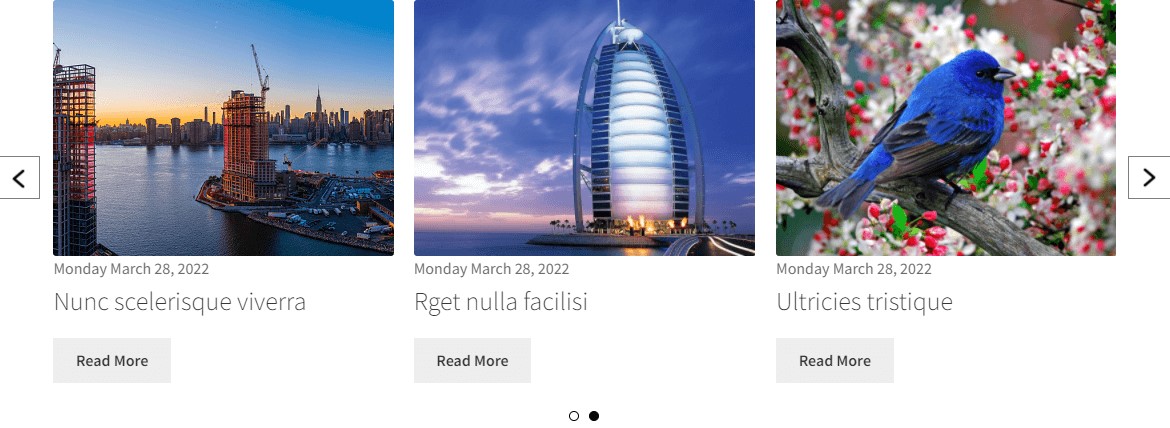 Monday March 28, 2022
Nunc scelerisque viverra
Read More
Monday March 28, 2022
Rget nulla facilisi
Read More
Monday March 28, 2022
Ultricies tristique
Read More